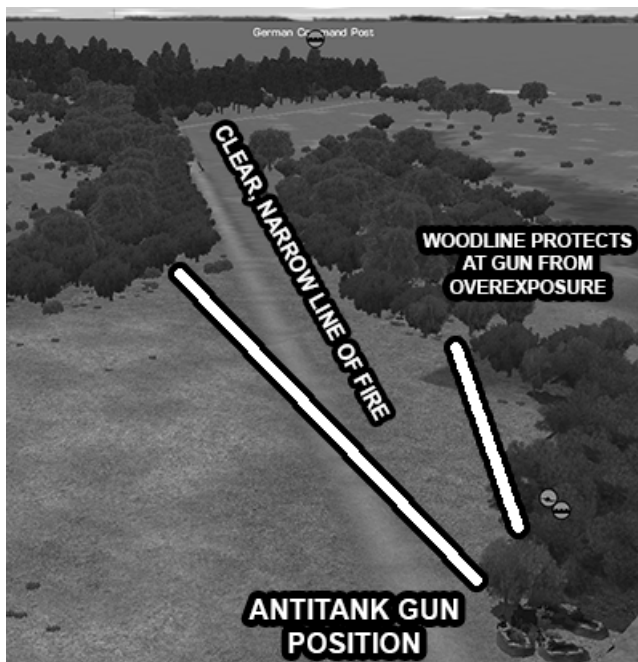 German Command Post
CLEAR, NARROW LINE OF FIRE
WOODLINE PROTECTS
AT GUN FROM
OVEREXPOSURE
ANTITANK GUN
POSITION